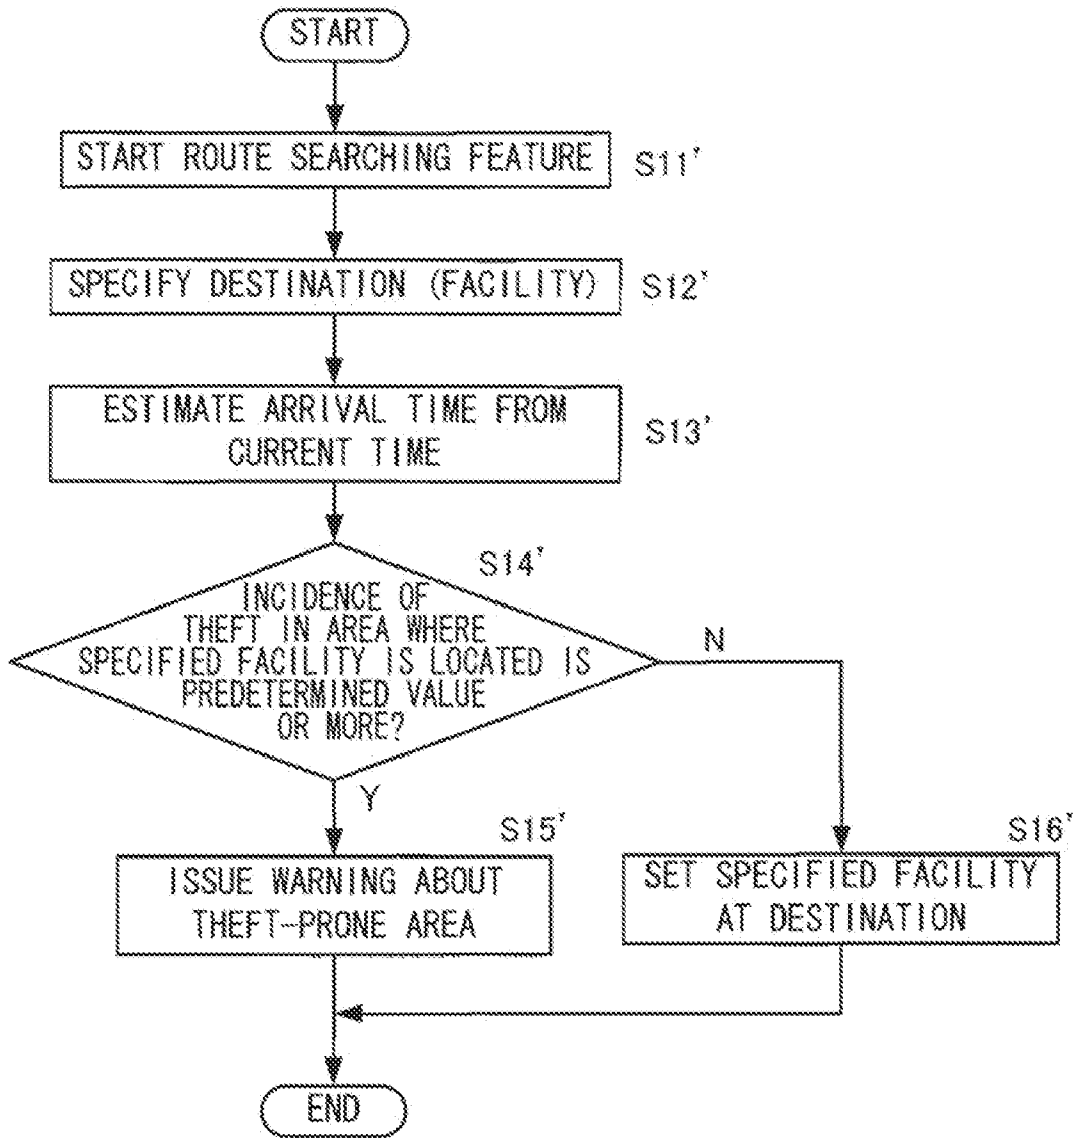 START
START ROUTE SEARCHING FEATURE
S11'
SPECIFY DESTINATION (FACILITY)
S12'
ESTIMATE ARRIVAL TIME FROM
CURRENT TIME
S13'
S14'
INCIDENCE OF
THEFT IN AREA WHERE
SPECIFIED FACILITY IS LOCATED IS
PREDETERMINED VALUE
OR MORE?
N
Y
S15'
ISSUE WARNING ABOUT
THEFT-PRONE AREA
S16'
SET SPECIFIED FACILITY
AT DESTINATION
END